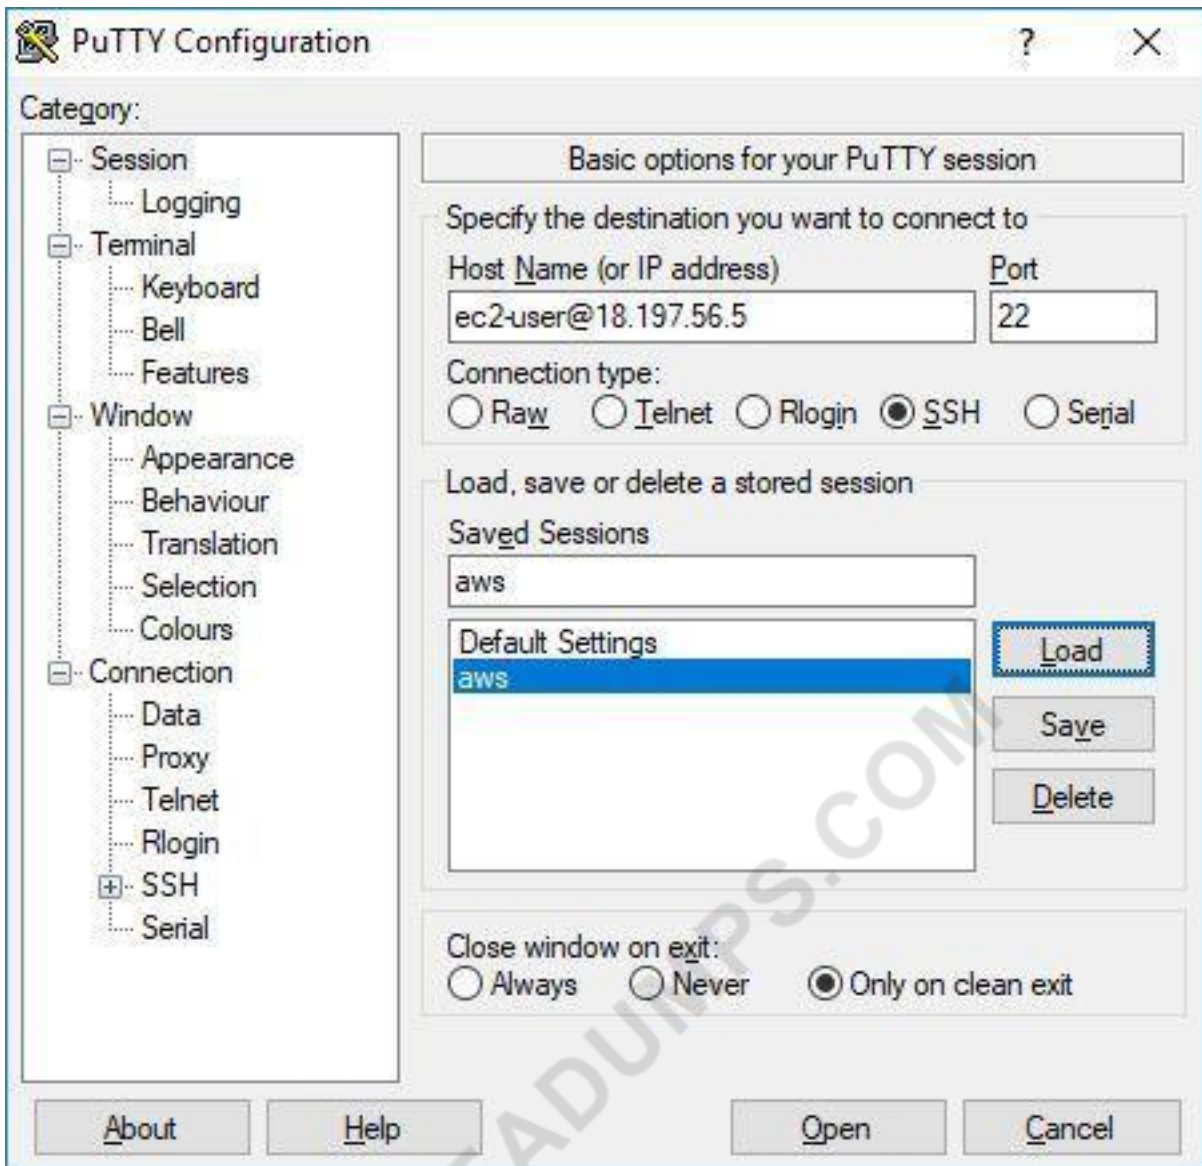 PuTTY Configuration ? X
Category:
Session
Logging
Terminal
Keyboard
Bell
Features
Window
Appearance
Behaviour
Translation
Selection
Colours
Connection
Data
Proxy
Telnet
Rlogin
SSH
Serial
Basic options for your PuTTY session
Specify the destination you want to connect to
Host Name (or IP address) Port
ec2-user@18.197.56.5 22
Connection type:
Raw Telnet Rlogin SSH Serial
Load, save or delete a stored session
Saved Sessions
aws
Default Settings
aws
Load
Save
Delete
Close window on exit:
Always Never Only on clean exit
About Help Open Cancel